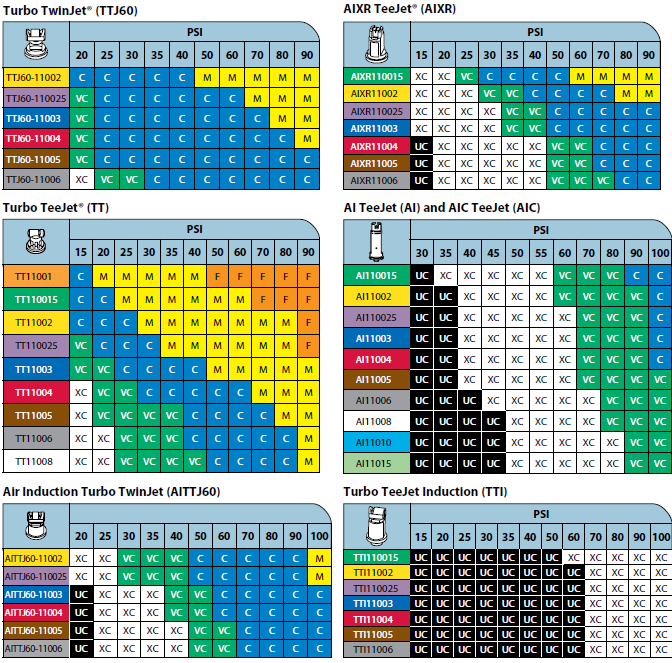 Turbo TwinJet® (TTJ60)
PSI
20 25 30 35 40 50 60 70 80 90
TTJ60-11002 C C C C C M M M M M
TTJ60-110025 VC C C C C C C M M M
TTJ60-11003 VC C C C C C C C M M
TTJ60-11004 VC C C C C C C C C M
TTJ60-11005 VC C C C C C C C C C
TTJ60-11006 XC VC VC C C C C C C C
AIXR TeeJet® (AIXR)
PSI
15 20 25 30 35 40 50 60 70 80 90
AIXR110015 XC XC VC C C C C M M M M
AIXR11002 XC XC XC VC VC C C C C M M
AIXR110025 XC XC XC XC VC VC C C C C C
AIXR11003 XC XC XC XC VC VC C C C C C
AIXR11004 UC XC XC XC XC XC VC VC C C C
AIXR11005 UC XC XC XC XC XC VC VC C C C
AIXR11006 UC XC XC XC XC XC VC VC VC C C
Turbo TeeJet® (TT)
PSI
15 20 25 30 35 40 50 60 70 80 90
TT11001 C M M M M M F F F F F
TT110015 C C M M M M M M F F F
TT11002 C C C M M M M M M M F
TT110025 VC C C C M M M M M M F
TT11003 VC VC C C C C M M M M M
TT11004 XC VC VC C C C C C M M M
TT11005 XC VC VC VC VC C C C C M M
TT11006 XC XC VC VC VC C C C C C M
TT11008 XC XC VC VC VC VC C C C C M
AI TeeJet (AI) and AIC TeeJet (AIC)
PSI
30 35 40 45 50 55 60 70 80 90 100
AI110015 UC XC XC XC XC XC VC VC VC C C
AI11002 UC UC XC XC XC XC VC VC VC VC C
AI110025 UC UC XC XC XC XC XC VC VC VC C
AI11003 UC UC XC XC XC XC XC VC VC VC C
AI11004 UC UC XC XC XC XC XC VC VC VC C
AI11005 UC UC XC XC XC XC XC VC VC VC VC
AI11006 UC UC UC XC XC XC XC XC VC VC VC
AI11008 UC UC UC UC XC XC XC XC VC VC VC
AI11010 UC UC UC UC XC XC XC XC XC VC VC
AI11015 UC UC UC UC XC XC XC XC XC VC VC
Air Induction Turbo TwinJet (AITTJ60)
PSI
20 25 30 35 40 50 60 70 80 90 100
AITTJ60-11002 XC XC VC VC VC C C C C C M
AITTJ60-110025 XC XC VC VC VC C C C C C M
AITTJ60-11003 UC XC XC XC VC VC C C C C C
AITTJ60-11004 UC XC XC XC VC VC C C C C C
AITTJ60-11005 UC XC XC XC XC VC VC C C C C
AITTJ60-11006 UC XC XC XC XC VC VC C C C C
Turbo TeeJet Induction (TTI)
PSI
15 20 25 30 35 40 50 60 70 80 90 100
TTI110015 UC UC UC UC UC UC UC XC XC XC XC XC
TTI11002 UC UC UC UC UC UC UC UC XC XC XC XC
TTI110025 UC UC UC UC UC UC UC UC XC XC XC XC
TTI11003 UC UC UC UC UC UC UC UC XC XC XC XC
TTI11004 UC UC UC UC UC UC UC UC XC XC XC XC
TTI11005 UC UC UC UC UC UC UC UC XC XC XC XC
TTI11006 UC UC UC UC UC UC UC UC XC XC XC XC